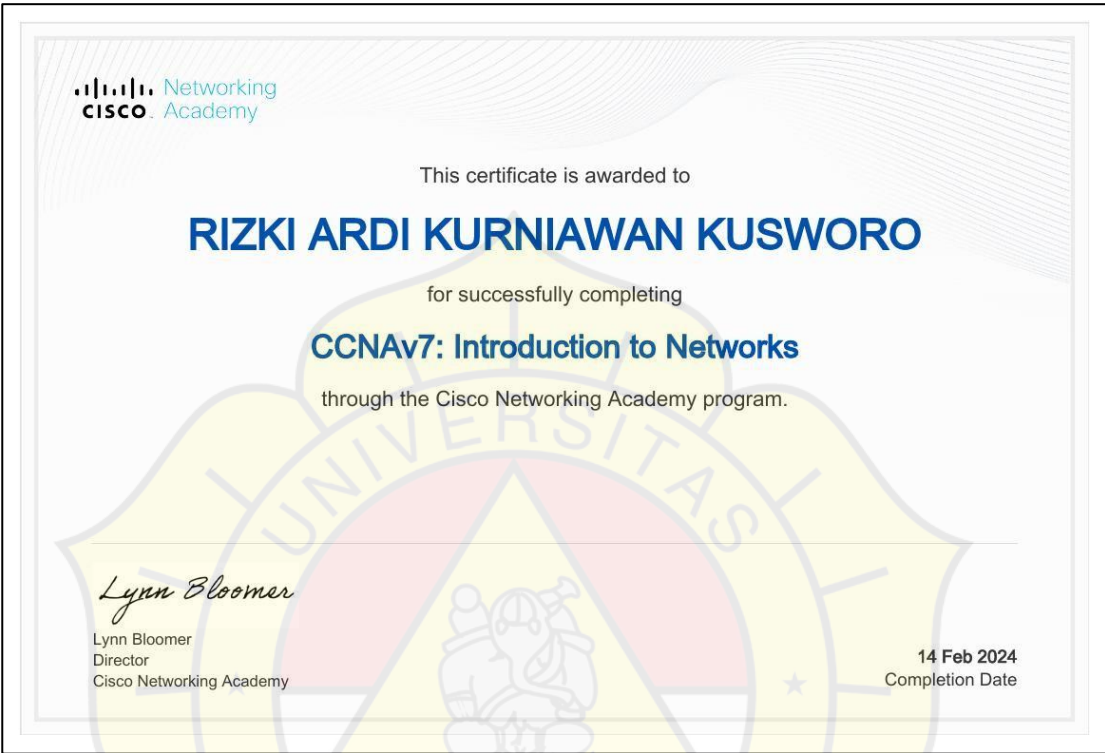 Networking
CISCO Academy
This certificate is awarded to
RIZKI ARDI KURNIAWAN KUSWORO
for successfully completing
CCNAv7: Introduction to Networks
through the Cisco Networking Academy program.
UNIVERSITAS
Lynn Bloomer
Lynn Bloomer
Director
Cisco Networking Academy
14 Feb 2024
Completion Date